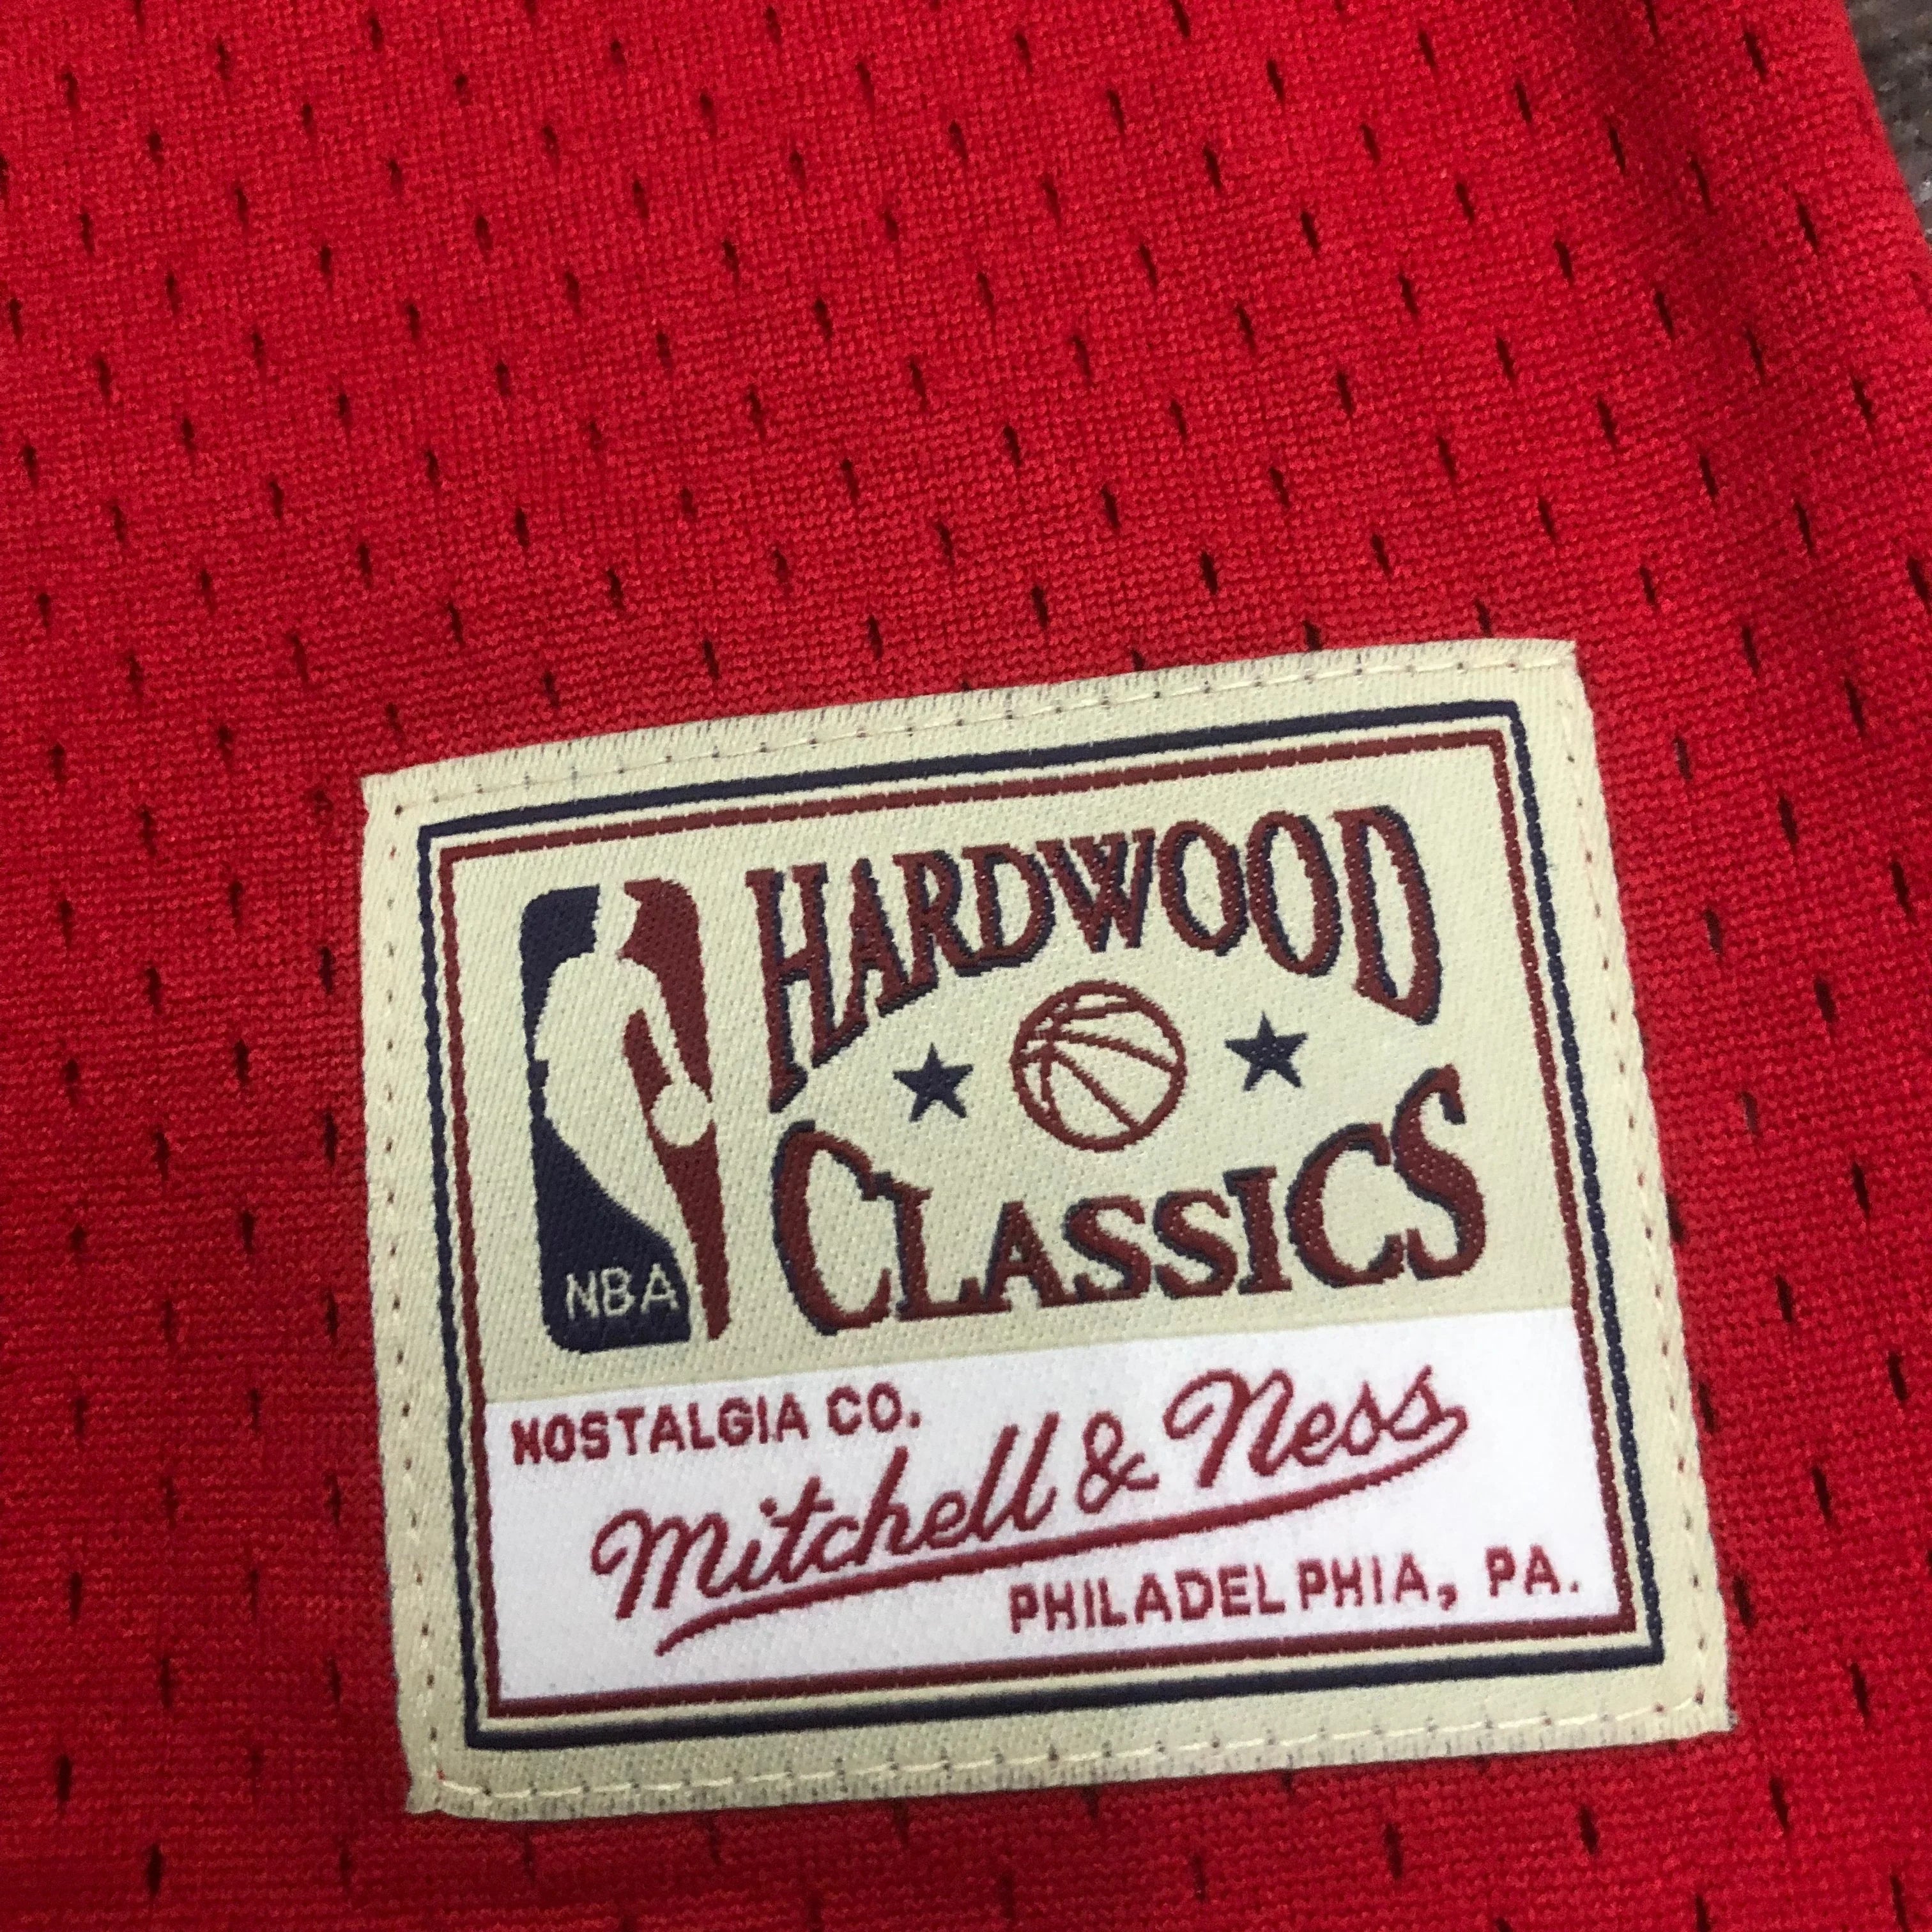 HARDWOOD
CLASSICS
NBA
NOSTALGIA CO.
Mitchell & Ness
PHILADELPHIA, PA.